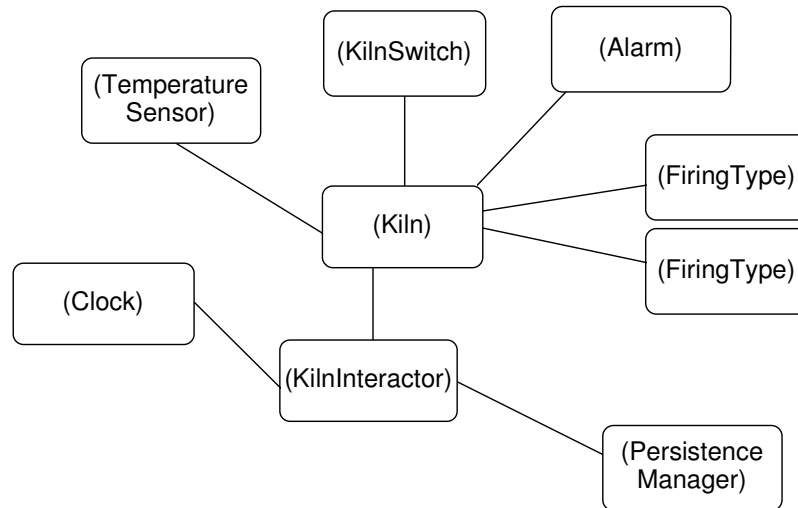 (KilnSwitch)
(Alarm)
(Temperature
Sensor)
(FiringType)
(Kiln)
(FiringType)
(Clock)
(KilnInteractor)
(Persistence
Manager)